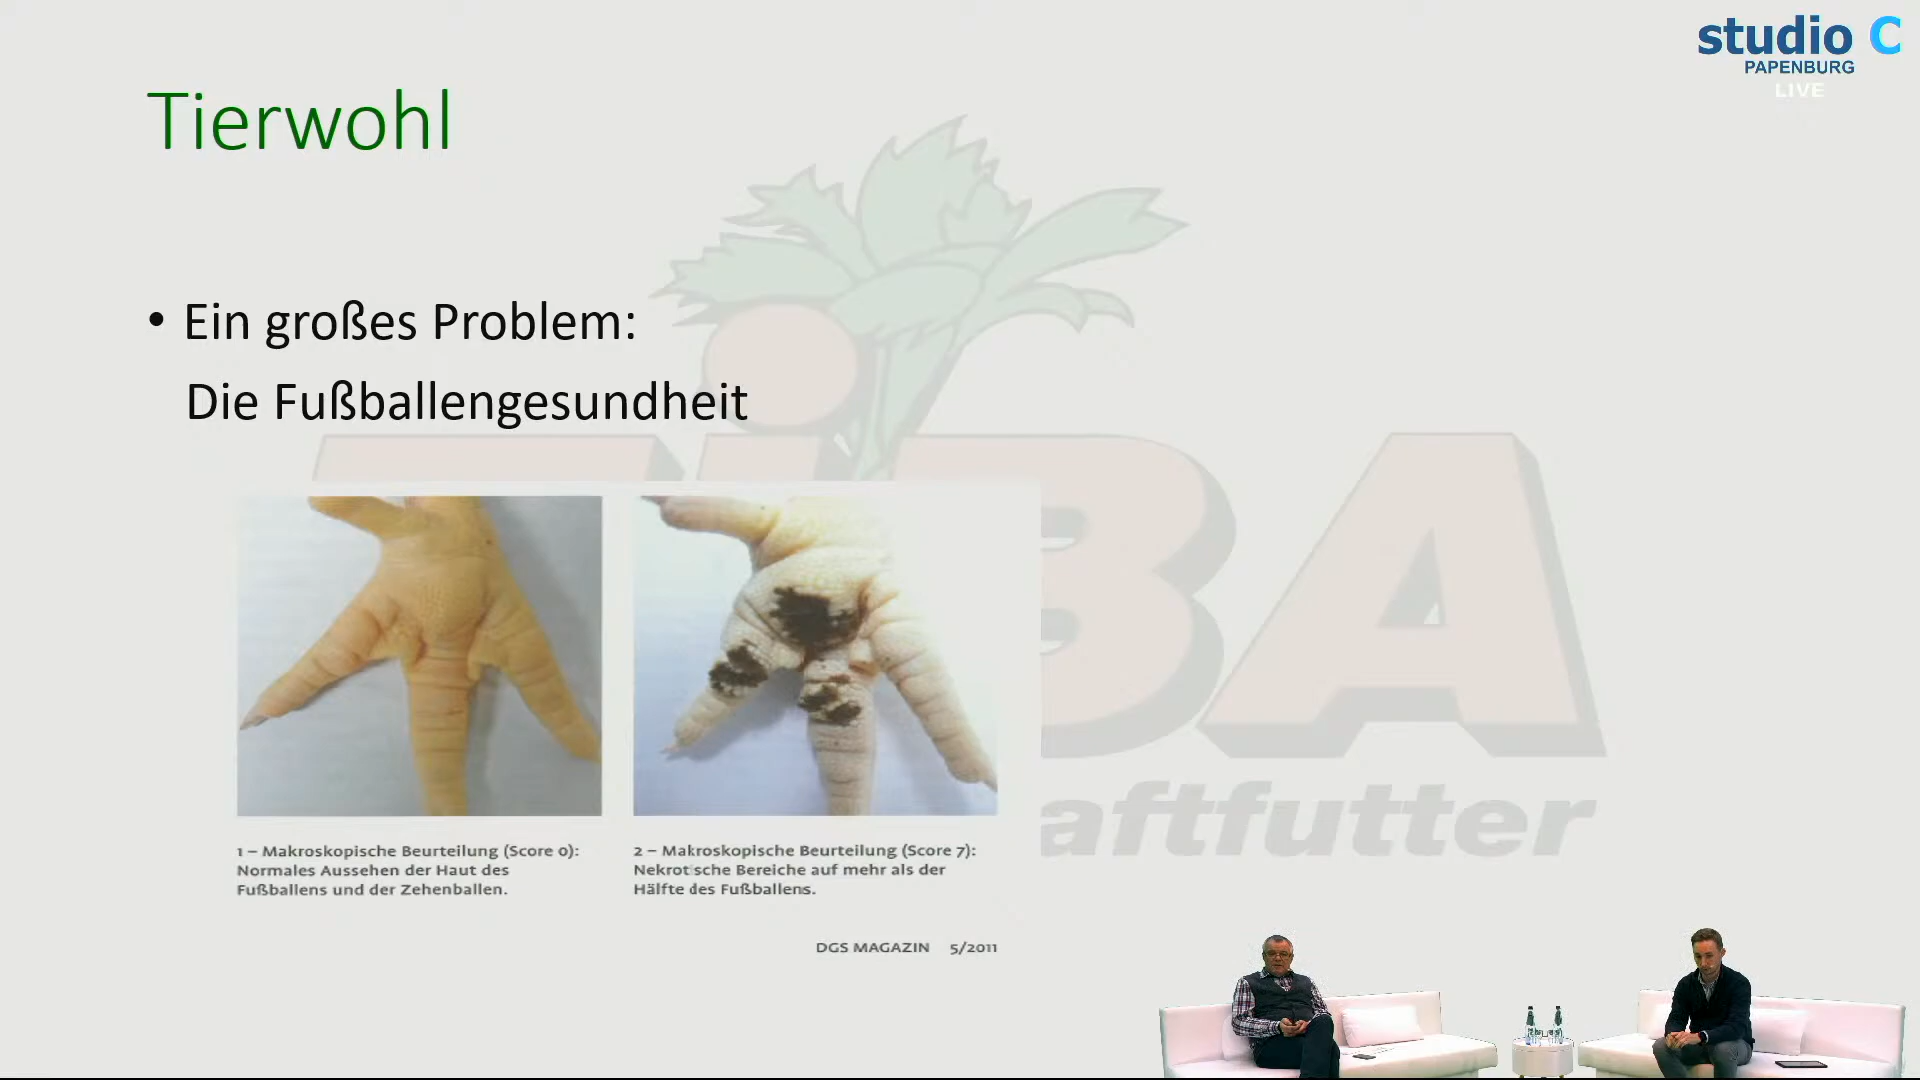 studio C
PAPENBURG
LIVE
Tierwohl
• Ein großes Problem:
Die Fußballengesundheit
BA
aftfutter
1 – Makroskopische Beurteilung (Score 0):
Normales Aussehen der Haut des
Fußballens und der Zehenballen.
2 – Makroskopische Beurteilung (Score 7):
Nekrotische Bereiche auf mehr als der
Hälfte des Fußballens.
DGS MAGAZIN 5/2011